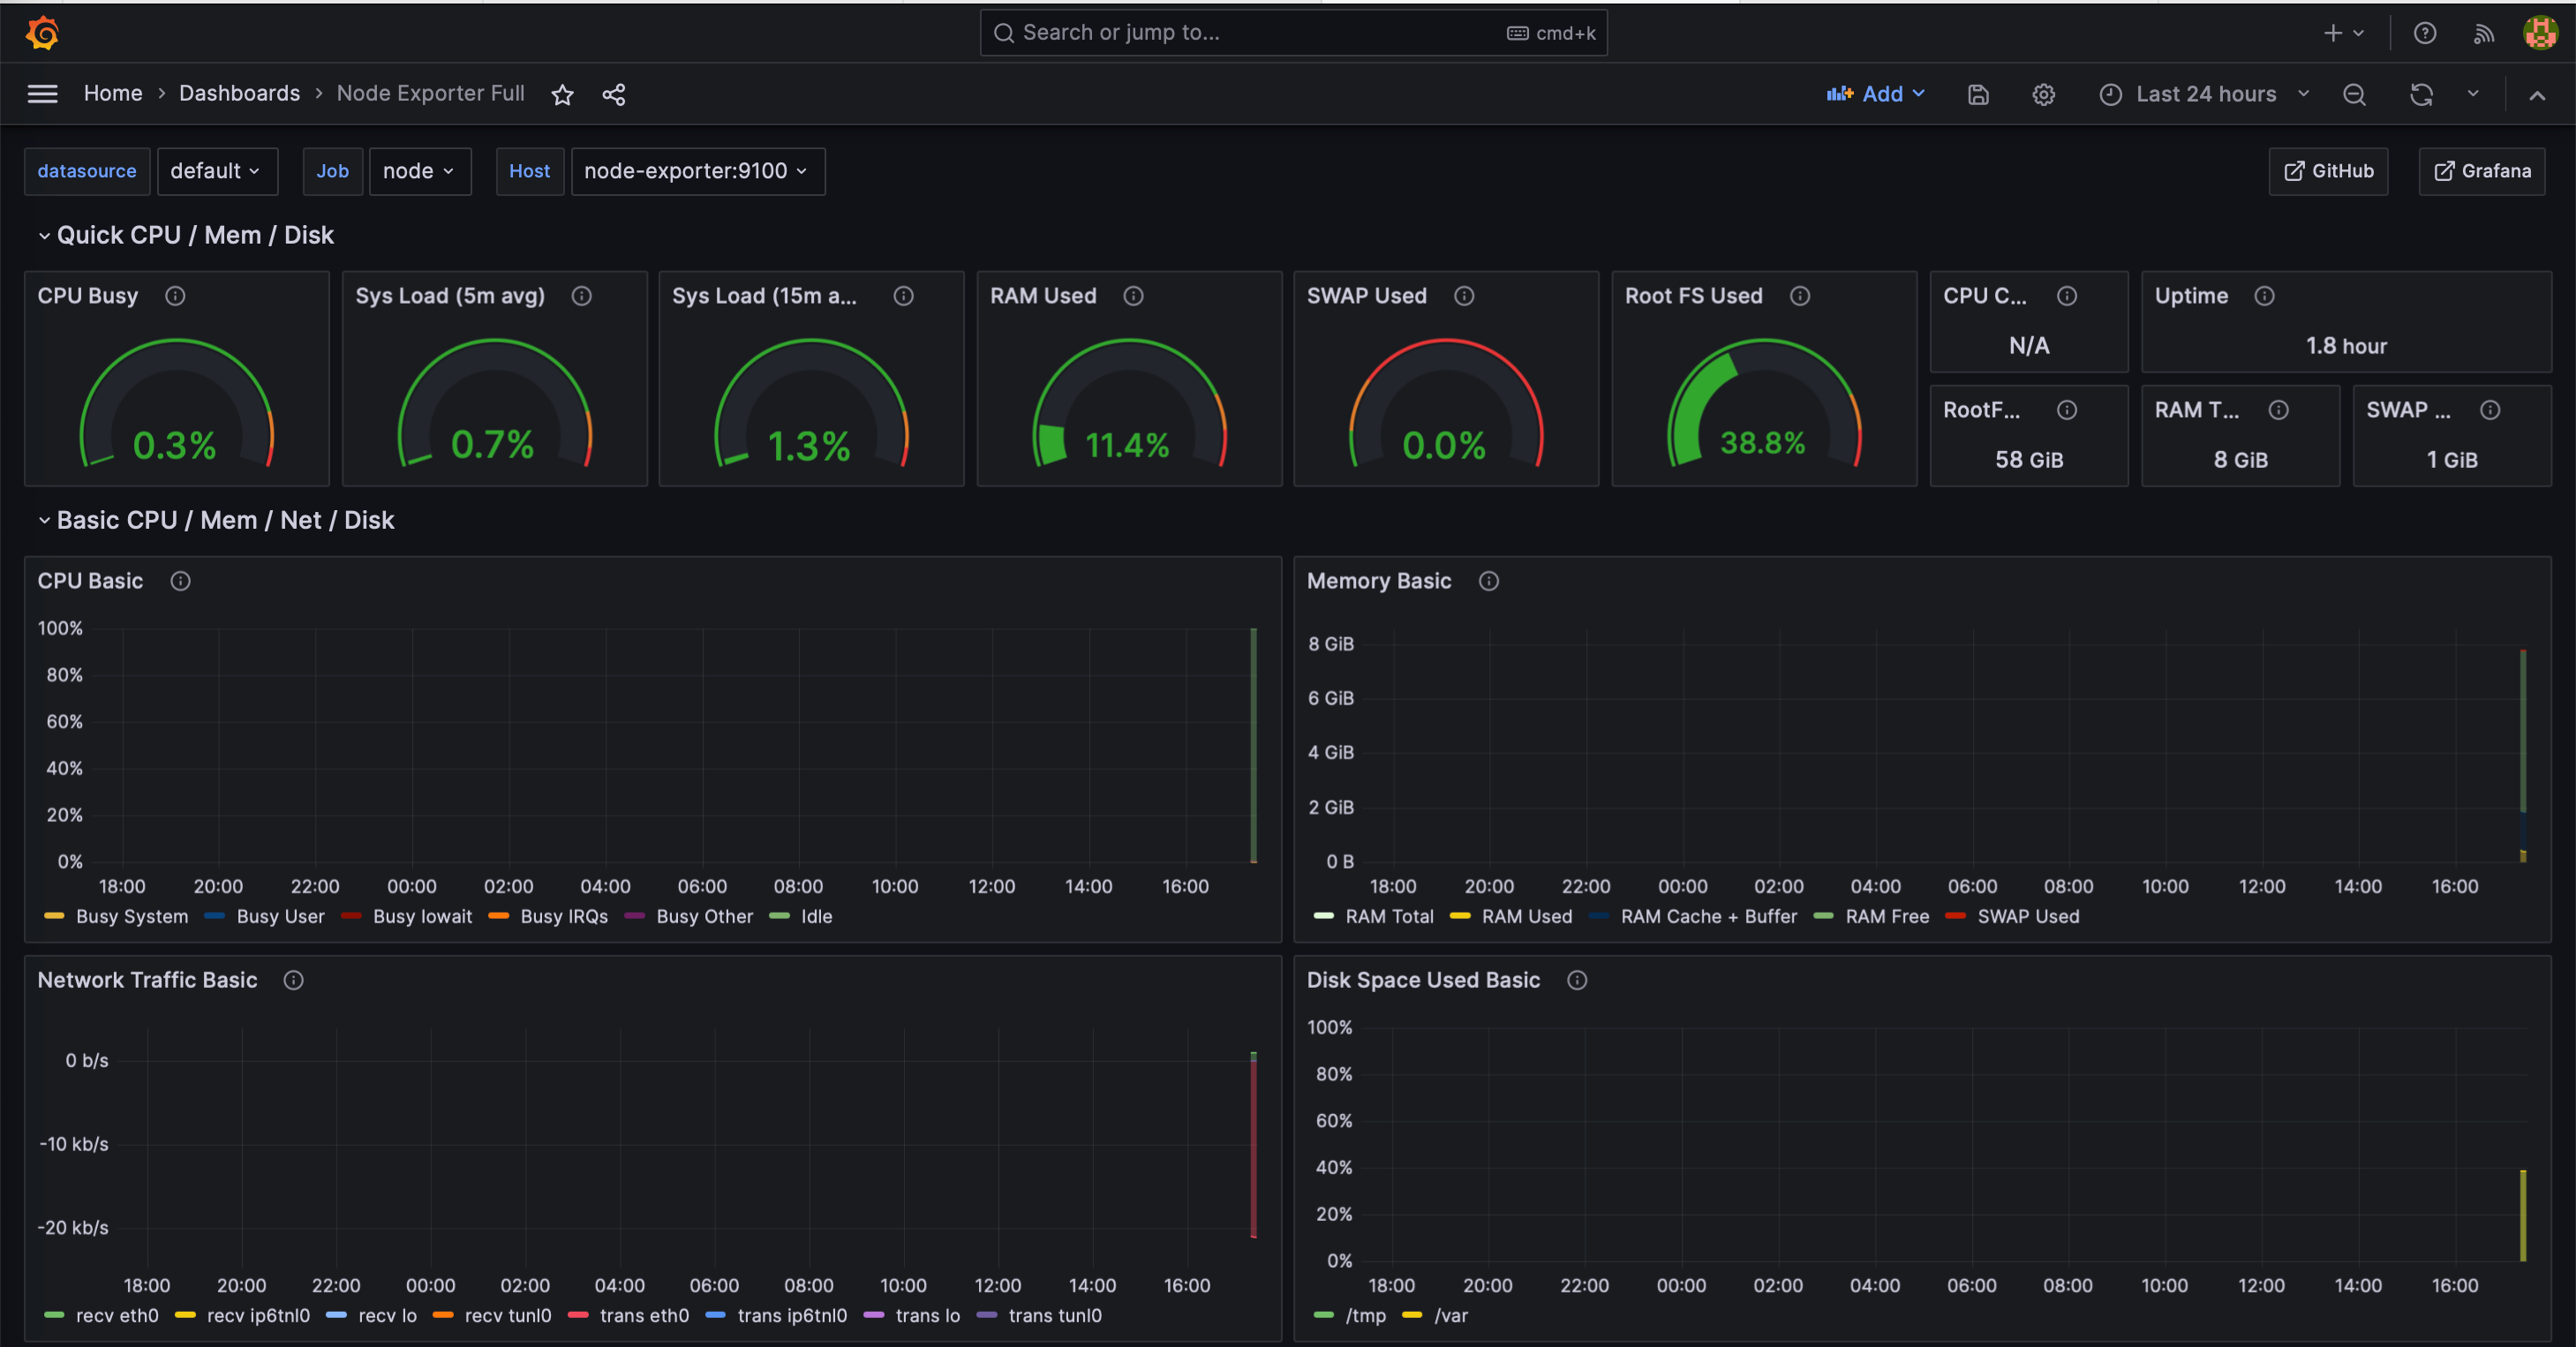 Search or jump to... cmd+k
Home > Dashboards > Node Exporter Full Add Last 24 hours
datasource default Job node Host node-exporter:9100 GitHub Grafana
Quick CPU / Mem / Disk
CPU Busy Sys Load (5m avg) Sys Load (15m a... RAM Used SWAP Used Root FS Used CPU C... Uptime
N/A 1.8 hour
RootF... RAM T... SWAP ...
0.3% 0.7% 1.3% 11.4% 0.0% 38.8% 58 GiB 8 GiB 1 GiB
Basic CPU / Mem / Net / Disk
CPU Basic
100%
80%
60%
40%
20%
0%
18:00 20:00 22:00 00:00 02:00 04:00 06:00 08:00 10:00 12:00 14:00 16:00
Busy System Busy User Busy Iowait Busy IRQs Busy Other Idle
Memory Basic
8 GiB
6 GiB
4 GiB
2 GiB
0 B
18:00 20:00 22:00 00:00 02:00 04:00 06:00 08:00 10:00 12:00 14:00 16:00
RAM Total RAM Used RAM Cache + Buffer RAM Free SWAP Used
Network Traffic Basic
0 b/s
-10 kb/s
-20 kb/s
18:00 20:00 22:00 00:00 02:00 04:00 06:00 08:00 10:00 12:00 14:00 16:00
recv eth0 recv ip6tnl0 recv lo recv tunl0 trans eth0 trans ip6tnl0 trans lo trans tunl0
Disk Space Used Basic
100%
80%
60%
40%
20%
0%
18:00 20:00 22:00 00:00 02:00 04:00 06:00 08:00 10:00 12:00 14:00 16:00
/tmp /var